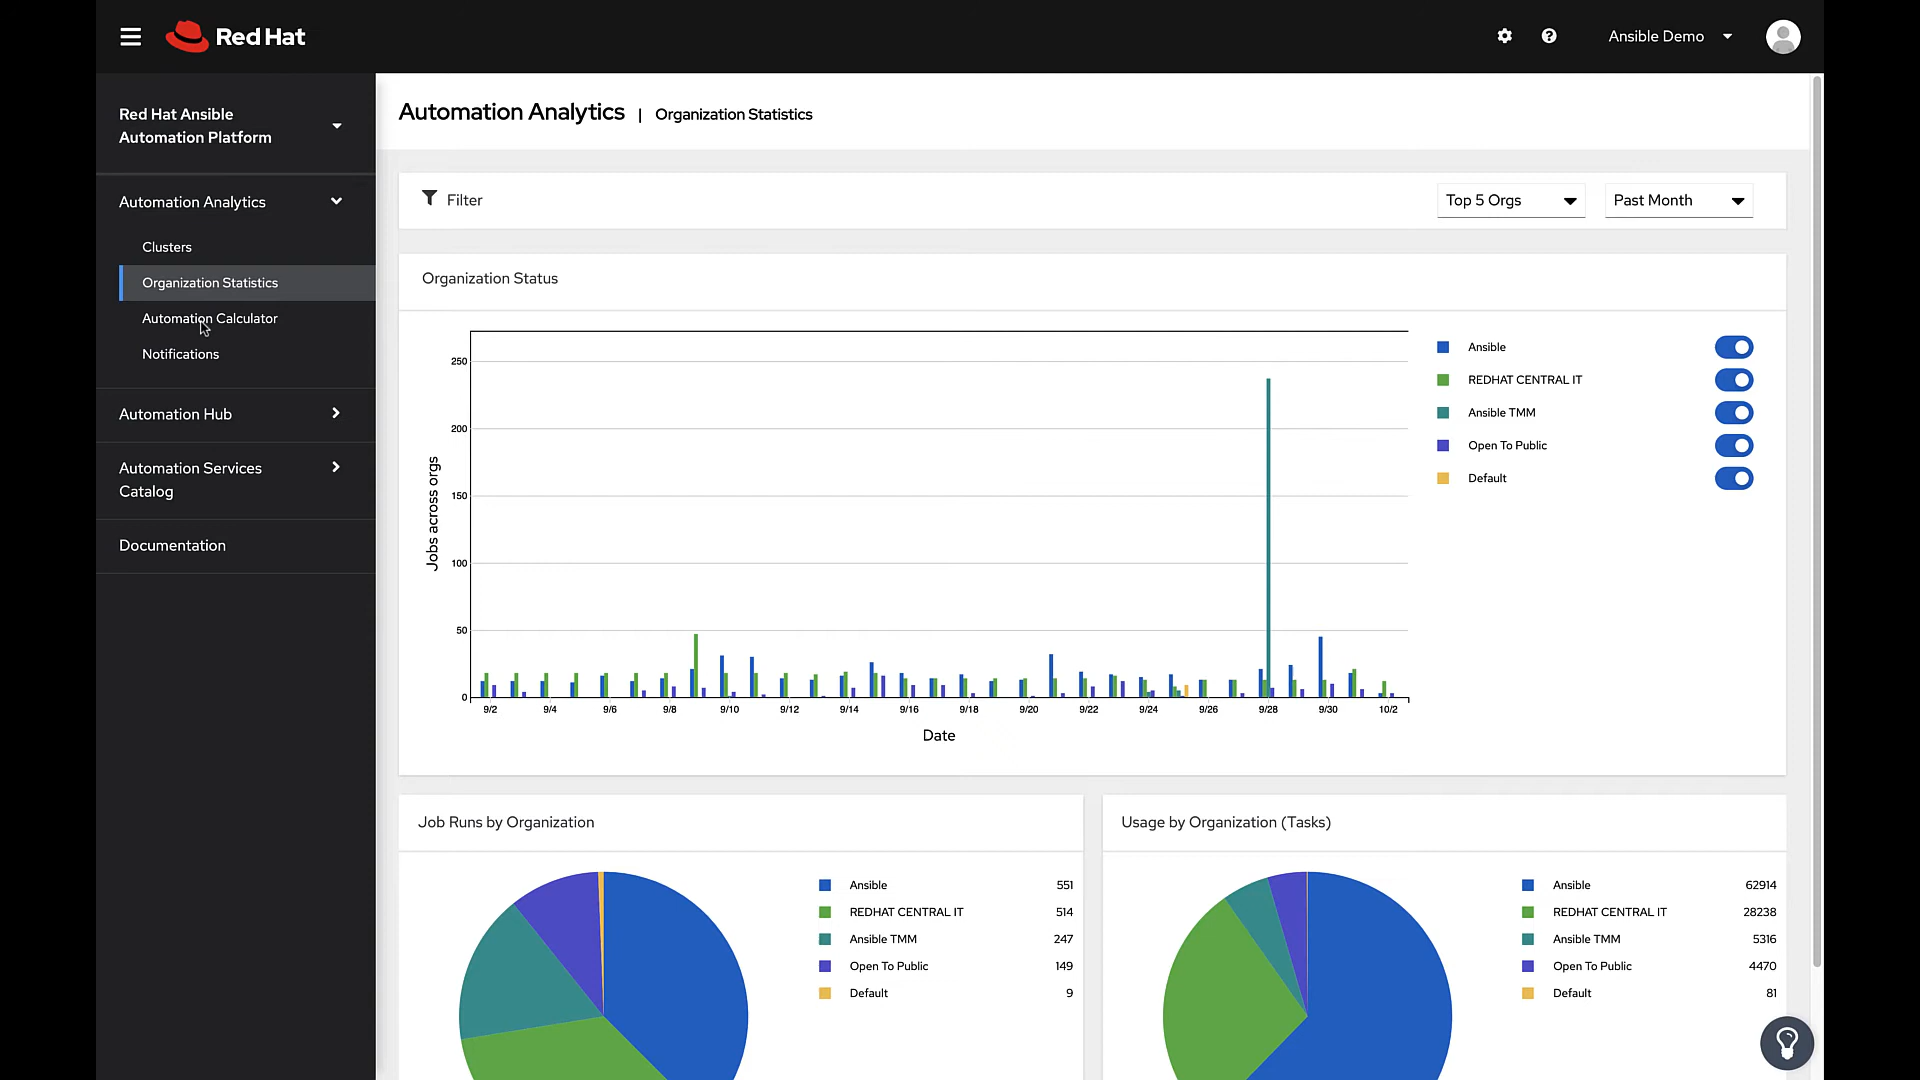 Red Hat
Ansible Demo
Red Hat Ansible
Automation Platform
Automation Analytics
Clusters
Organization Statistics
Automation Calculator
Notifications
Automation Hub
Automation Services
Catalog
Documentation
Automation Analytics | Organization Statistics
Filter
Top 5 Orgs
Past Month
Organization Status
Jobs across orgs
250
200
150
100
50
0
9/2 9/4 9/6 9/8 9/10 9/12 9/14 9/16 9/18 9/20 9/22 9/24 9/26 9/28 9/30 10/2
Date
Ansible
REDHAT CENTRAL IT
Ansible TMM
Open To Public
Default
Job Runs by Organization
Ansible 551
REDHAT CENTRAL IT 514
Ansible TMM 247
Open To Public 149
Default 9
Usage by Organization (Tasks)
Ansible 62914
REDHAT CENTRAL IT 28238
Ansible TMM 5316
Open To Public 4470
Default 81